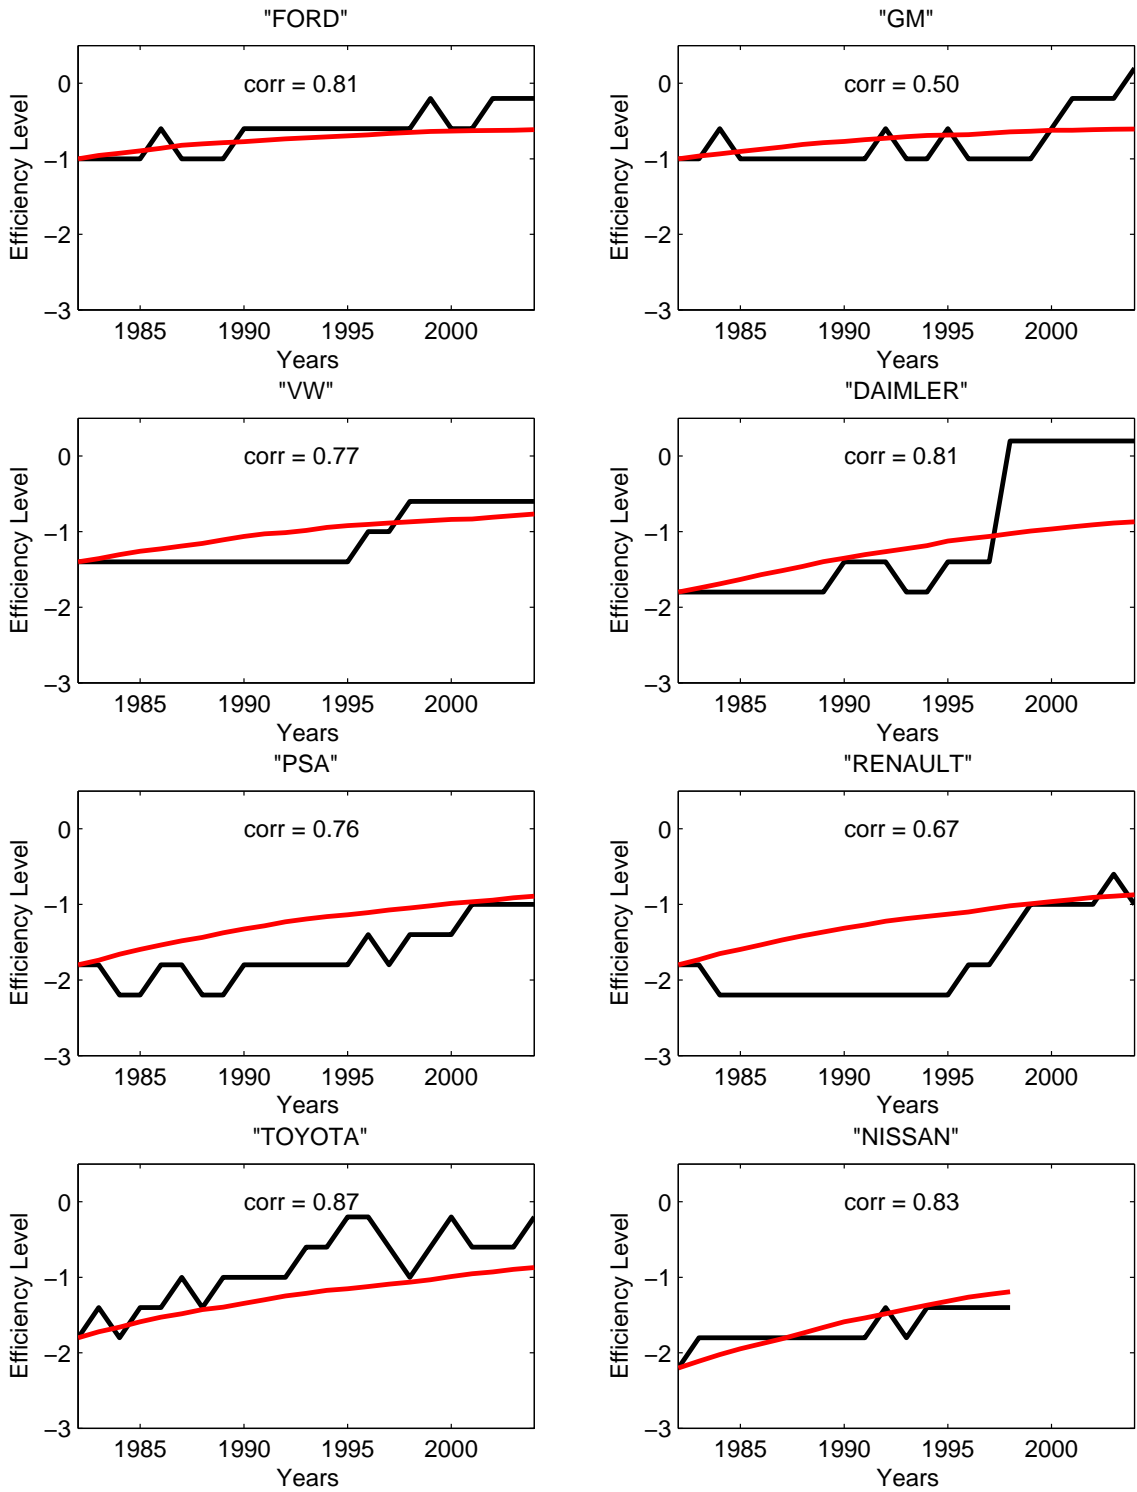 "FORD"
corr = 0.81
Efficiency Level
0
−1
−2
−3
1985 1990 1995 2000
Years
"GM"
corr = 0.50
Efficiency Level
0
−1
−2
−3
1985 1990 1995 2000
Years
"VW"
corr = 0.77
Efficiency Level
0
−1
−2
−3
1985 1990 1995 2000
Years
"DAIMLER"
corr = 0.81
Efficiency Level
0
−1
−2
−3
1985 1990 1995 2000
Years
"PSA"
corr = 0.76
Efficiency Level
0
−1
−2
−3
1985 1990 1995 2000
Years
"RENAULT"
corr = 0.67
Efficiency Level
0
−1
−2
−3
1985 1990 1995 2000
Years
"TOYOTA"
corr = 0.87
Efficiency Level
0
−1
−2
−3
1985 1990 1995 2000
Years
"NISSAN"
corr = 0.83
Efficiency Level
0
−1
−2
−3
1985 1990 1995 2000
Years